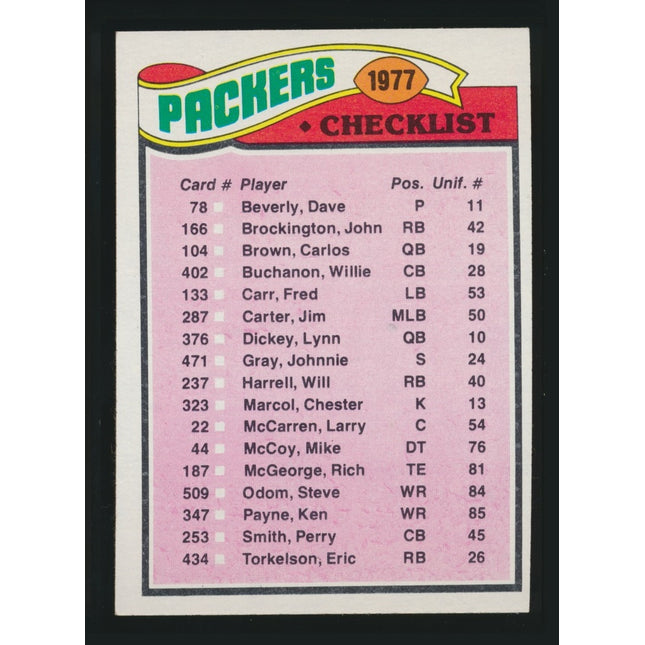 PACKERS 1977
♦ CHECKLIST
Card # Player Pos. Unif. #
78 Beverly, Dave P 11
166 Brockington, John RB 42
104 Brown, Carlos QB 19
402 Buchanon, Willie CB 28
133 Carr, Fred LB 53
287 Carter, Jim MLB 50
376 Dickey, Lynn QB 10
471 Gray, Johnnie S 24
237 Harrell, Will RB 40
323 Marcol, Chester K 13
22 McCarren, Larry C 54
44 McCoy, Mike DT 76
187 McGeorge, Rich TE 81
509 Odom, Steve WR 84
347 Payne, Ken WR 85
253 Smith, Perry CB 45
434 Torkelson, Eric RB 26